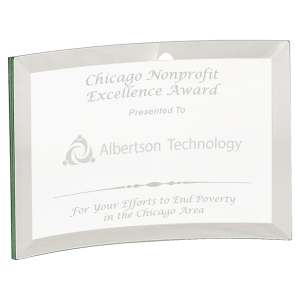 Chicago Nonprofit
Excellence Award
Presented To
Albertson Technology
For Your Efforts to End Poverty
in the Chicago Area